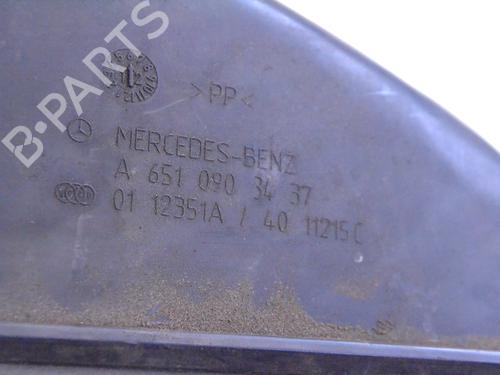 >PP<
MERCEDES-BENZ
A 651 090 34 37
01 12351A / 40 11215C
B-PARTS